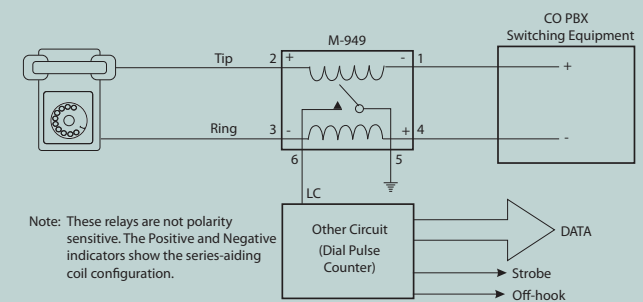 CO PBX
Switching Equipment
M-949
Tip 2 + - 1 +
Ring 3 - + 4 -
6 5
LC
Note: These relays are not polarity
sensitive. The Positive and Negative
indicators show the series-aiding
coil configuration.
Other Circuit
(Dial Pulse
Counter)
DATA
Strobe
Off-hook